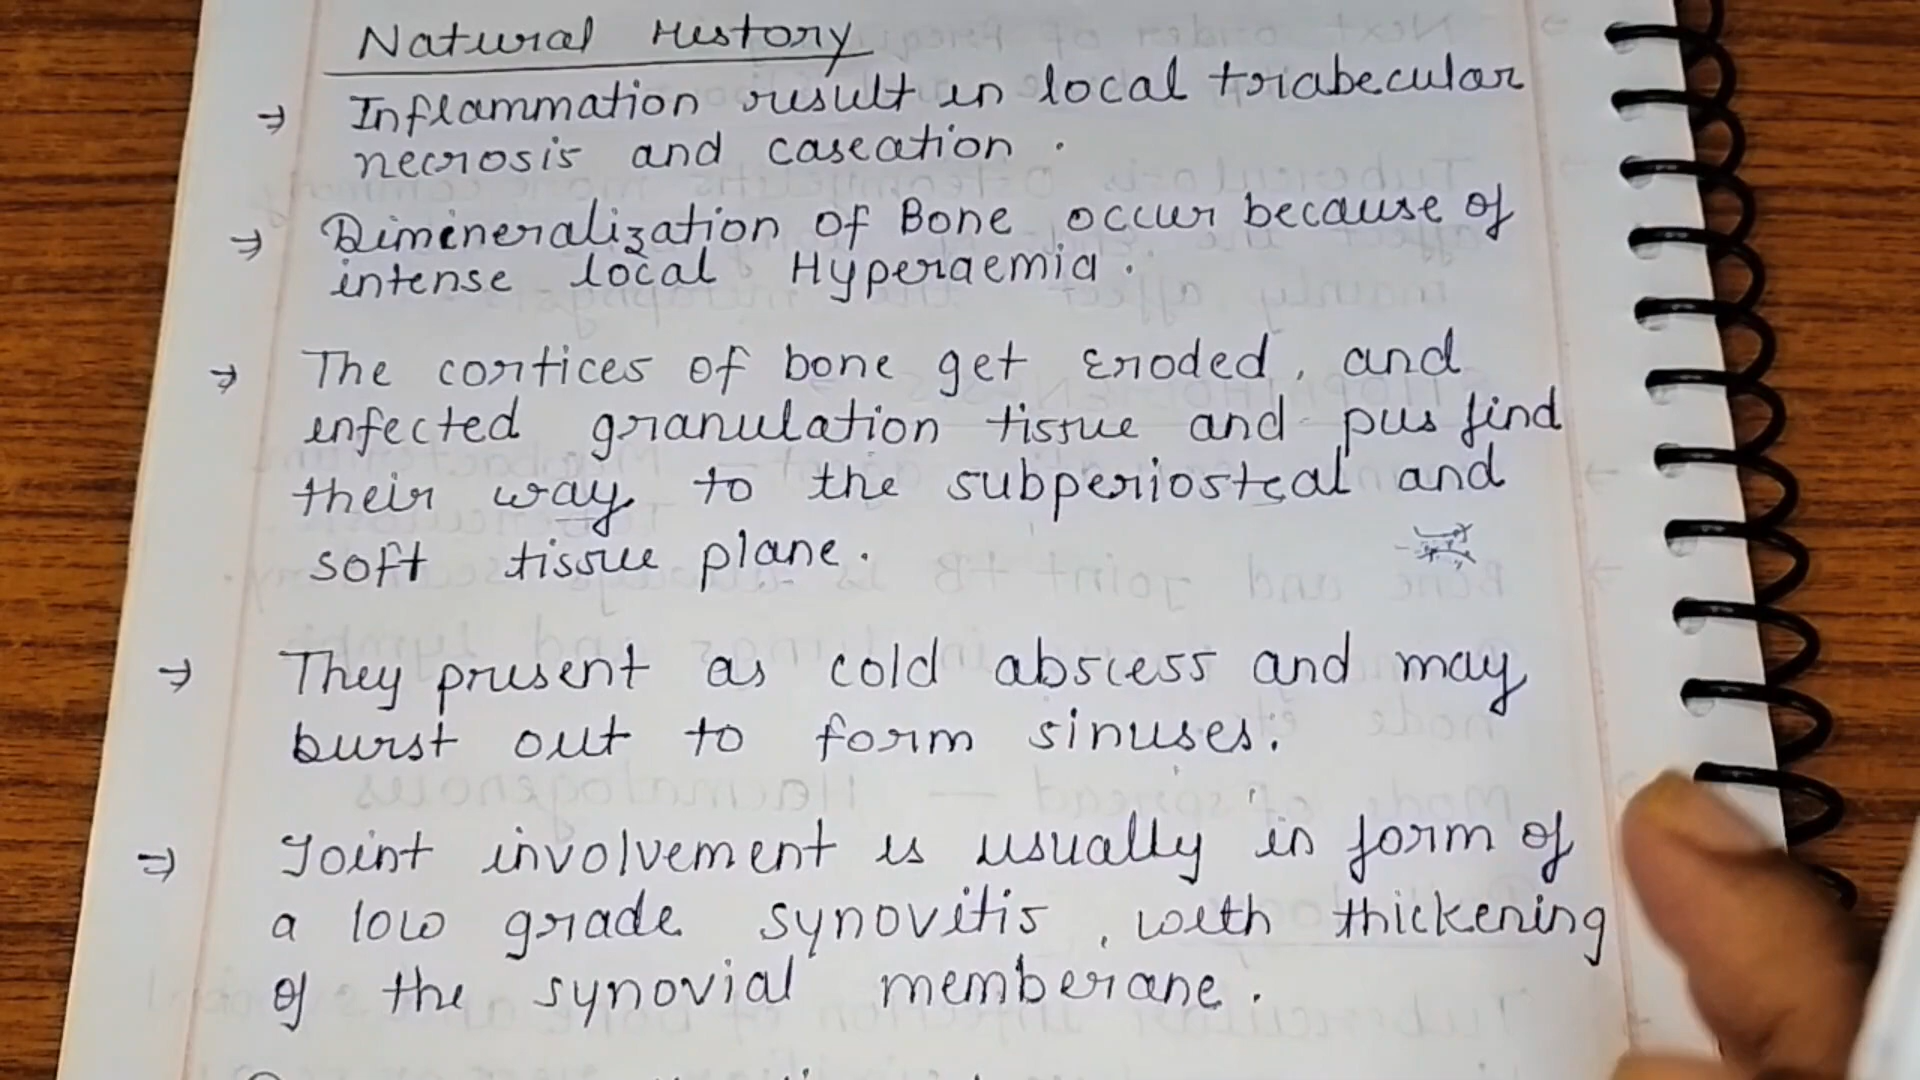 Natural History
→ Inflammation result in local trabecular
necrosis and caseation .
→ Dimineralization of Bone occur because of
intense local Hyperaemia .
→ The cortices of bone get Eroded, and
infected granulation tissue and pus find
their way to the subperiosteal and
soft tissue plane .
→ They present as cold abscess and may
burst out to form sinuses .
→ Joint involvement is usually in form of
a low grade synovitis , with thickening
of the synovial memberane .